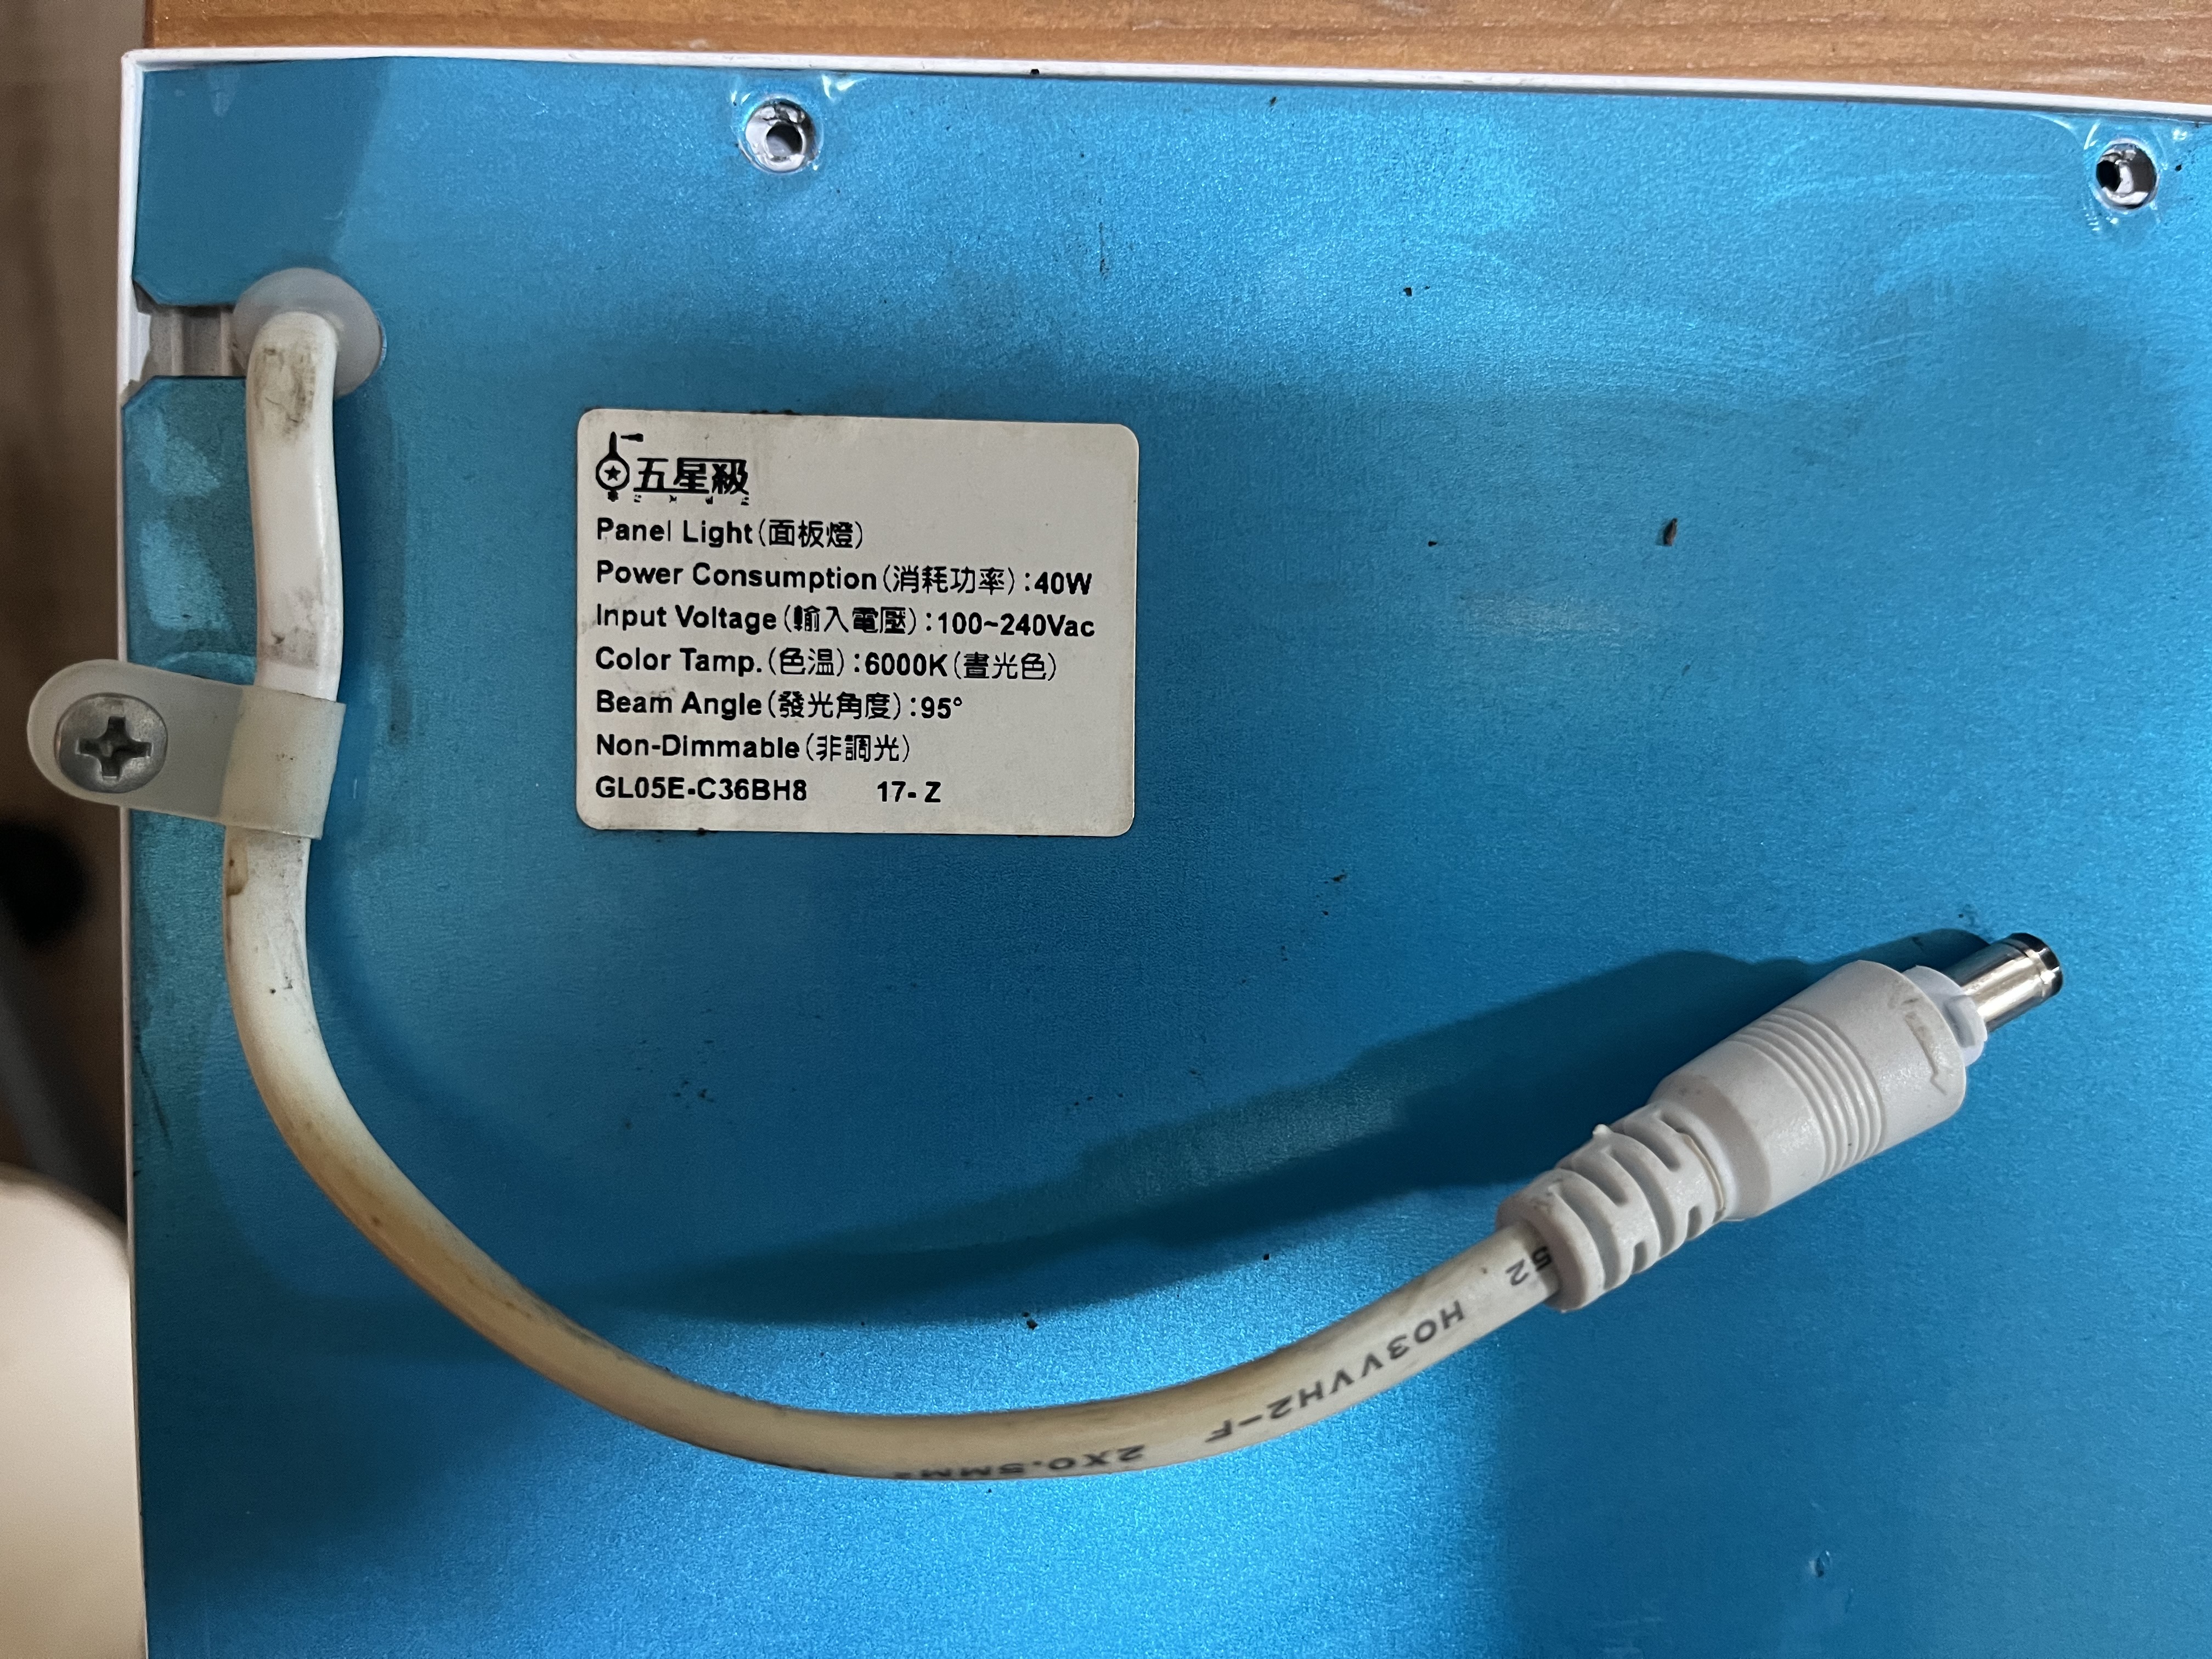 五星級
Panel Light(面板燈)
Power Consumption(消耗功率):40W
Input Voltage(輸入電壓):100~240Vac
Color Tamp.(色溫):6000K(晝光色)
Beam Angle(發光角度):95°
Non-Dimmable(非調光)
GL05E-C36BH8 17-Z
52 H03VVH2-F 2X0.5MM²